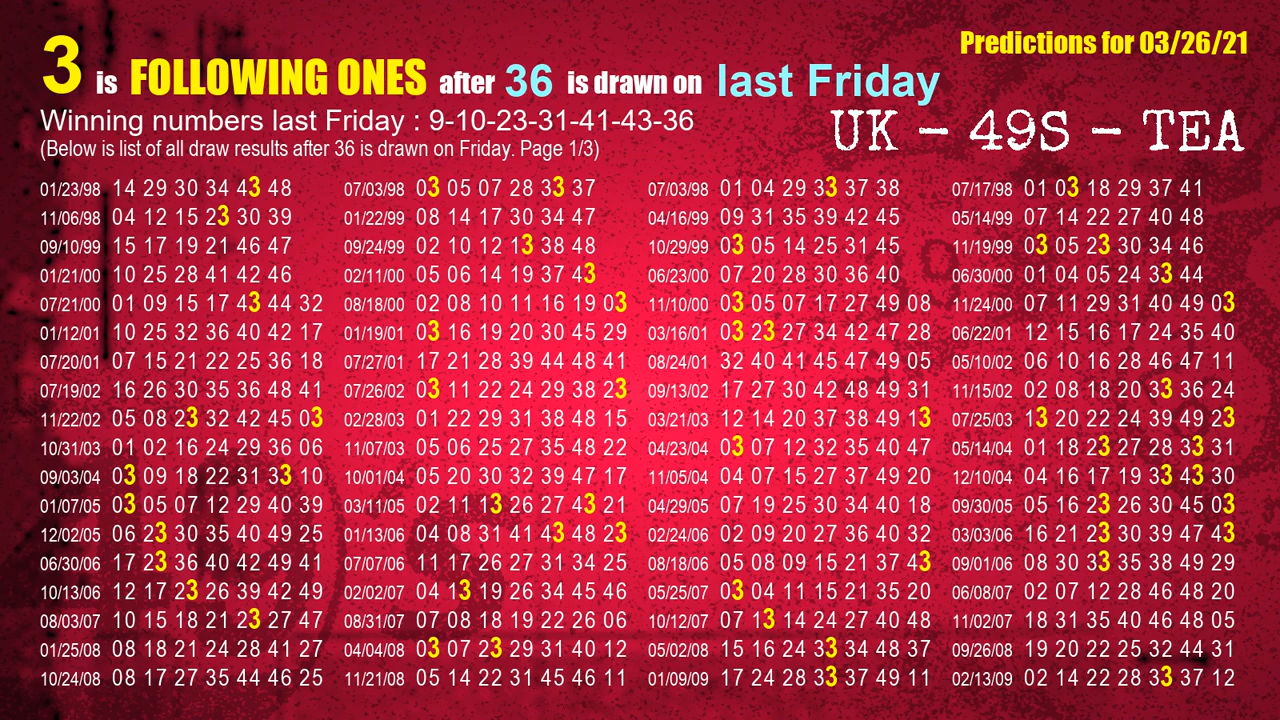 Predictions for 03/26/21
3 is FOLLOWING ONES after 36 is drawn on last Friday
Winning numbers last Friday : 9-10-23-31-41-43-36
UK - 49S - TEA
(Below is list of all draw results after 36 is drawn on Friday. Page 1/3)
01/23/98 14 29 30 34 43 48 07/03/98 03 05 07 28 33 37 07/03/98 01 04 29 33 37 38 07/17/98 01 03 18 29 37 41
11/06/98 04 12 15 23 30 39 01/22/99 08 14 17 30 34 47 04/16/99 09 31 35 39 42 45 05/14/99 07 14 22 27 40 48
09/10/99 15 17 19 21 46 47 09/24/99 02 10 12 13 38 48 10/29/99 03 05 14 25 31 45 11/19/99 03 05 23 30 34 46
01/21/00 10 25 28 41 42 46 02/11/00 05 06 14 19 37 43 06/23/00 07 20 28 30 36 40 06/30/00 01 04 05 24 33 44
07/21/00 01 09 15 17 43 44 32 08/18/00 02 08 10 11 16 19 03 11/10/00 03 05 07 17 27 49 08 11/24/00 07 11 29 31 40 49 03
01/12/01 10 25 32 36 40 42 17 01/19/01 03 16 19 20 30 45 29 03/16/01 03 23 27 34 42 47 28 06/22/01 12 15 16 17 24 35 40
07/20/01 07 15 21 22 25 36 18 07/27/01 17 21 28 39 44 48 41 08/24/01 32 40 41 45 47 49 05 05/10/02 06 10 16 28 46 47 11
07/19/02 16 26 30 35 36 48 41 07/26/02 03 11 22 24 29 38 23 09/13/02 17 27 30 42 48 49 31 11/15/02 02 08 18 20 33 36 24
11/22/02 05 08 23 32 42 45 03 02/28/03 01 22 29 31 38 48 15 03/21/03 12 14 20 37 38 49 13 07/25/03 13 20 22 24 39 49 23
10/31/03 01 02 16 24 29 36 06 11/07/03 05 06 25 27 35 48 22 04/23/04 03 07 12 32 35 40 47 05/14/04 01 18 23 27 28 33 31
09/03/04 03 09 18 22 31 33 10 10/01/04 05 20 30 32 39 47 17 11/05/04 04 07 15 27 37 49 20 12/10/04 04 16 17 19 33 43 30
01/07/05 03 05 07 12 29 40 39 03/11/05 02 11 13 26 27 43 21 04/29/05 07 19 25 30 34 40 18 09/30/05 05 16 23 26 30 45 03
12/02/05 06 23 30 35 40 49 25 01/13/06 04 08 31 41 43 48 23 02/24/06 02 09 20 27 36 40 32 03/03/06 16 21 23 30 39 47 43
06/30/06 17 23 36 40 42 49 41 07/07/06 11 17 26 27 31 34 25 08/18/06 05 08 09 15 21 37 43 09/01/06 08 30 33 35 38 49 29
10/13/06 12 17 23 26 39 42 49 02/02/07 04 13 19 26 34 45 46 05/25/07 03 04 11 15 21 35 20 06/08/07 02 07 12 28 46 48 20
08/03/07 10 15 18 21 23 27 47 08/31/07 07 08 18 19 22 26 06 10/12/07 07 13 14 24 27 40 48 11/02/07 18 31 35 40 46 48 05
01/25/08 08 18 21 24 28 41 27 04/04/08 03 07 23 29 31 40 12 05/02/08 15 16 24 33 34 48 37 09/26/08 04 09 15 25 32 44 31
10/24/08 08 17 27 35 44 46 25 11/21/08 05 14 22 31 45 46 11 01/09/09 17 24 28 33 37 49 11 02/13/09 02 14 22 28 33 37 12